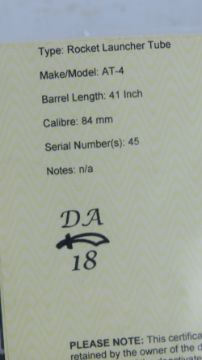 Type: Rocket Launcher Tube
Make/Model: AT-4
Barrel Length: 41 Inch
Calibre: 84 mm
Serial Number(s): 45
Notes: n/a
DA
18
PLEASE NOTE: This certifica
retained by the owner of the d